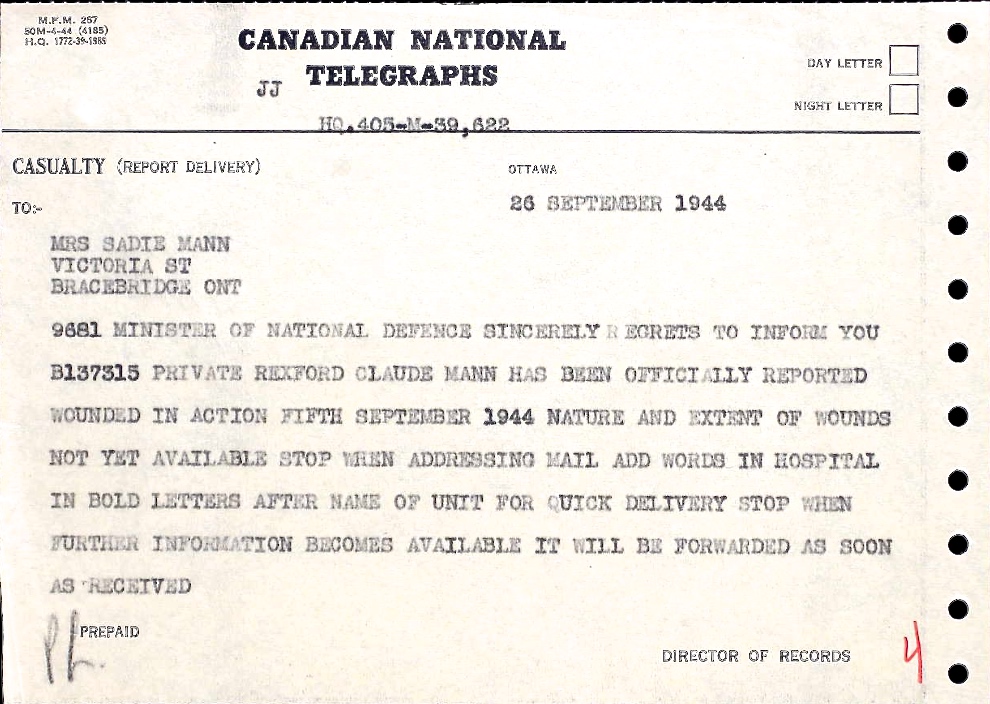 M.F.M. 257
50M-4-44 (4185)
H.Q. 1772-39-1885
CANADIAN NATIONAL
TELEGRAPHS
JJ
DAY LETTER
NIGHT LETTER
HQ.405-M-39,622
CASUALTY (REPORT DELIVERY)
OTTAWA
26 SEPTEMBER 1944
TO:-
MRS SADIE MANN
VICTORIA ST
BRACEBRIDGE ONT
9681 MINISTER OF NATIONAL DEFENCE SINCERELY R EGRETS TO INFORM YOU
B137315 PRIVATE REXFORD CLAUDE MANN HAS BEEN OFFICIALLY REPORTED
WOUNDED IN ACTION FIFTH SEPTEMBER 1944 NATURE AND EXTENT OF WOUNDS
NOT YET AVAILABLE STOP WHEN ADDRESSING MAIL ADD WORDS IN HOSPITAL
IN BOLD LETTERS AFTER NAME OF UNIT FOR QUICK DELIVERY STOP WHEN
FURTHER INFORMATION BECOMES AVAILABLE IT WILL BE FORWARDED AS SOON
AS RECEIVED
PREPAID
DIRECTOR OF RECORDS
4